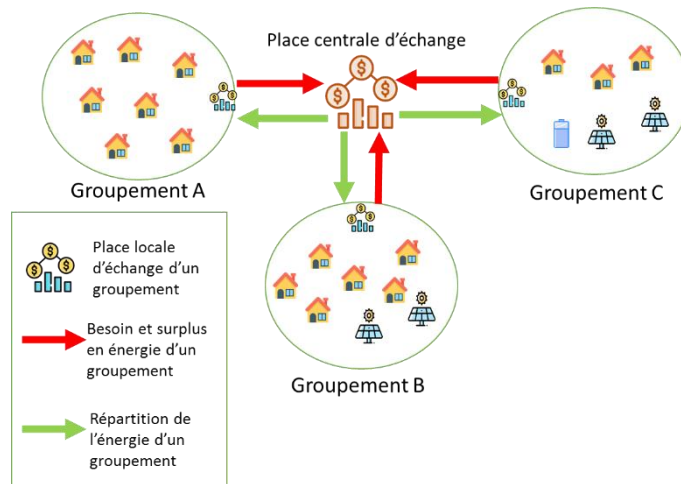 Place centrale d'échange
Groupement A
Groupement C
Groupement B
Place locale
d'échange d'un
groupement
Besoin et surplus
en énergie d'un
groupement
Répartition de
l'énergie d'un
groupement